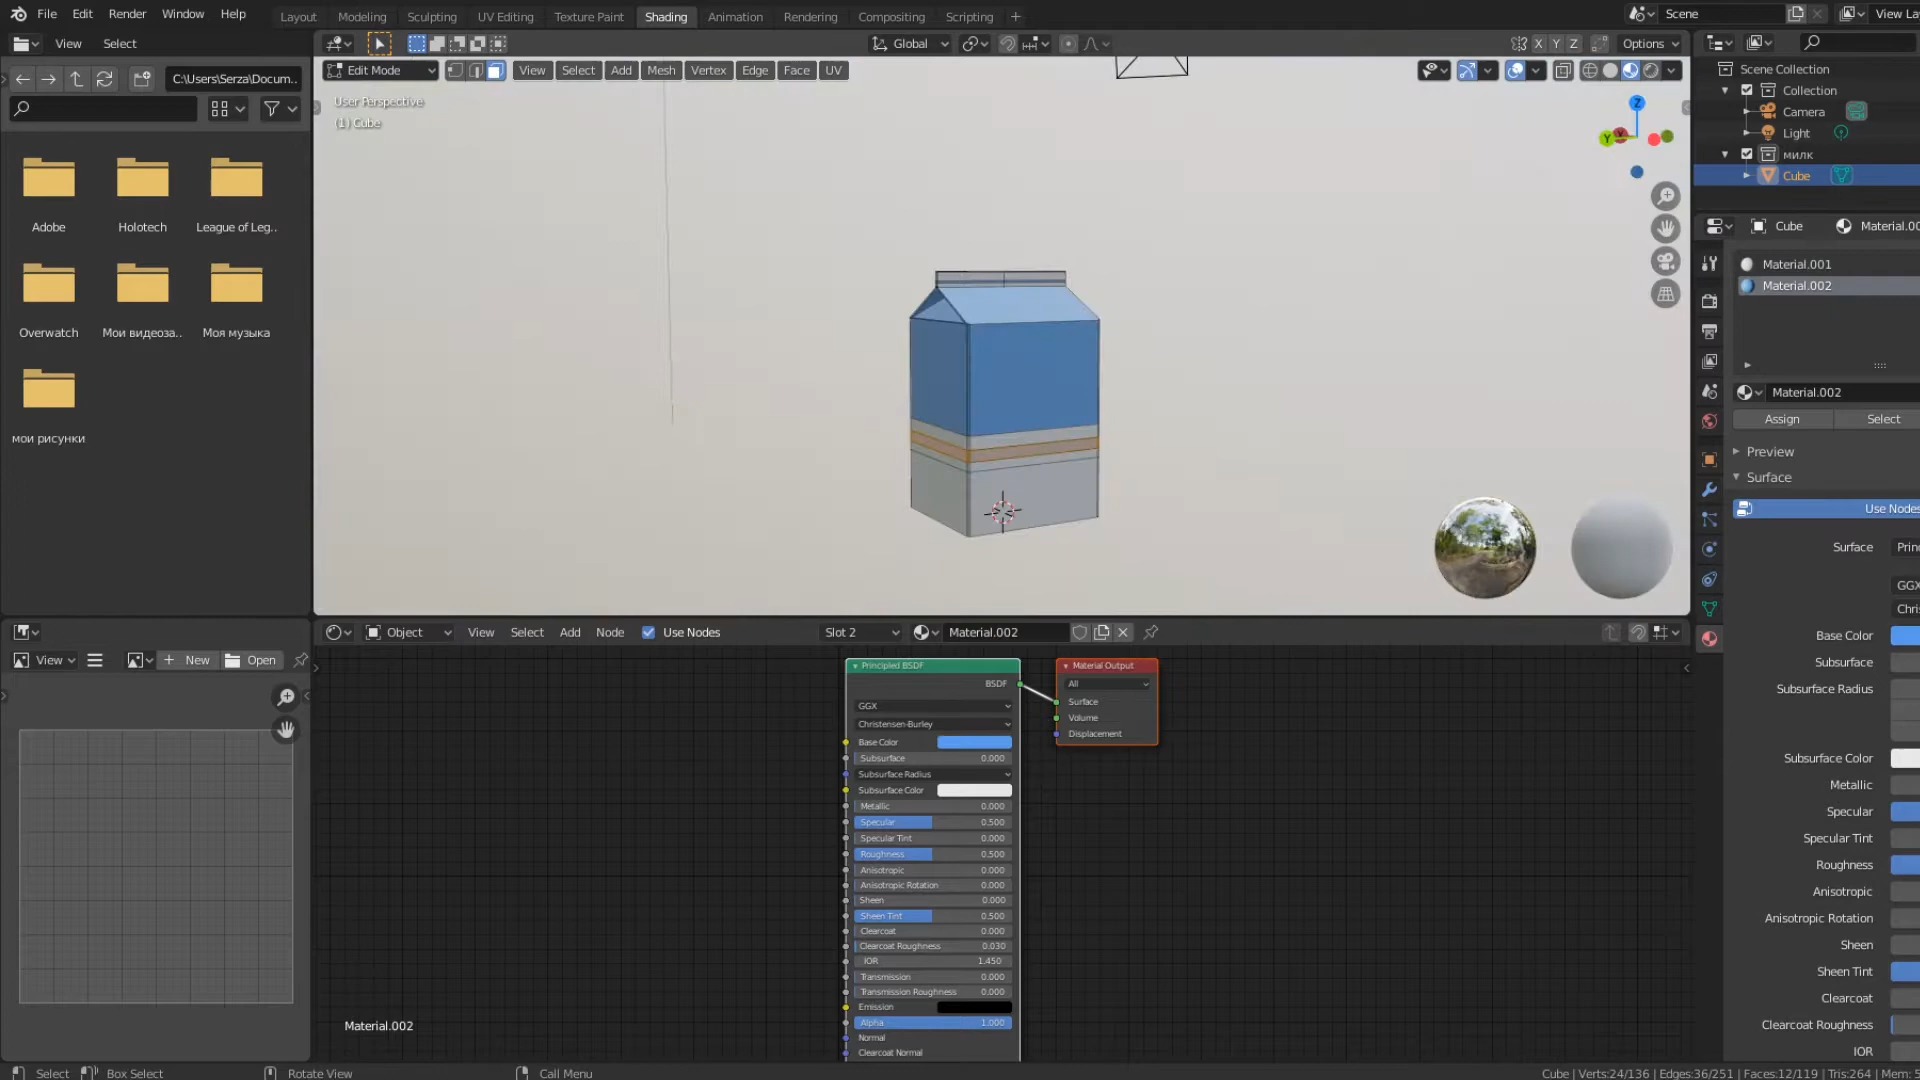 File Edit Render Window Help
Layout Modeling Sculpting UV Editing Texture Paint Shading Animation Rendering Compositing Scripting +
Scene
View Lay
View Select
Global
X Y Z
Options
C:\Users\Serza\Docum..
Edit Mode
View Select Add Mesh Vertex Edge Face UV
User Perspective
(1) Cube
Z
Y
Adobe
Holotech
League of Leg..
Overwatch
Мои видеоза..
Моя музыка
мои рисунки
Scene Collection
Collection
Camera
Light
милк
Cube
Cube
Material.00
Material.001
Material.002
Material.002
Assign
Select
Preview
Surface
Use Nodes
Surface
Princ
GGX
Chris
Base Color
Subsurface
Subsurface Radius
Subsurface Color
Metallic
Specular
Specular Tint
Roughness
Anisotropic
Anisotropic Rotation
Sheen
Sheen Tint
Clearcoat
Clearcoat Roughness
IOR
View
New
Open
Object
View Select Add Node
Use Nodes
Slot 2
Material.002
Principled BSDF
BSDF
GGX
Christensen-Burley
Base Color
Subsurface 0.000
Subsurface Radius
Subsurface Color
Metallic 0.000
Specular 0.500
Specular Tint 0.000
Roughness 0.500
Anisotropic 0.000
Anisotropic Rotation 0.000
Sheen 0.000
Sheen Tint 0.500
Clearcoat 0.000
Clearcoat Roughness 0.030
IOR 1.450
Transmission 0.000
Transmission Roughness 0.000
Emission
Alpha 1.000
Normal
Clearcoat Normal
Material Output
All
Surface
Volume
Displacement
Material.002
Select
Box Select
Rotate View
Call Menu
Cube | Verts:24/136 | Edges:36/251 | Faces:12/119 | Tris:264 | Mem: 5